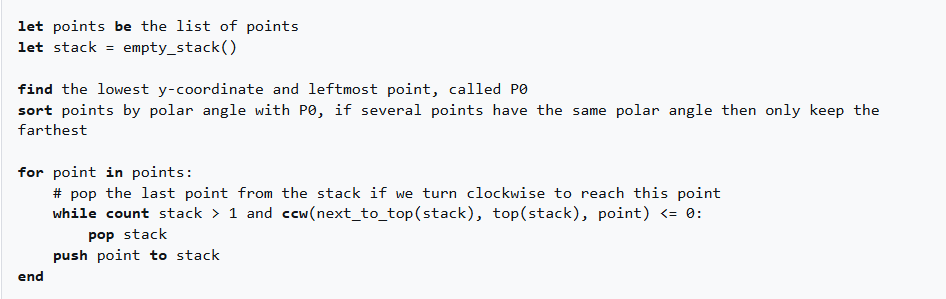 let points be the list of points
let stack = empty_stack()

find the lowest y-coordinate and leftmost point, called P0
sort points by polar angle with P0, if several points have the same polar angle then only keep the
farthest

for point in points:
    # pop the last point from the stack if we turn clockwise to reach this point
    while count stack > 1 and ccw(next_to_top(stack), top(stack), point) <= 0:
        pop stack
    push point to stack
end